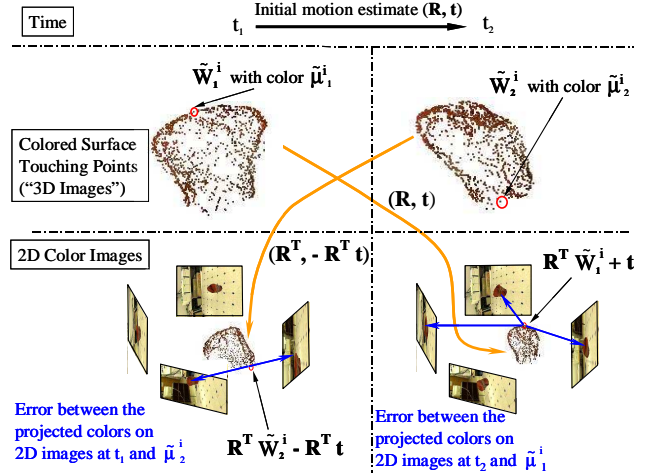 Time
Initial motion estimate (R, t)
t₁
t₂
W̃₁ⁱ with color μ̃₁ⁱ
W̃₂ⁱ with color μ̃₂ⁱ
Colored Surface
Touching Points
(“3D Images”)
(R, t)
2D Color Images
(Rᵀ, - Rᵀ t)
Rᵀ W̃₁ⁱ + t
Error between the
projected colors on
2D images at t₁ and μ̃₂ⁱ
Rᵀ W̃₂ⁱ - Rᵀ t
Error between the
projected colors on
2D images at t₂ and μ̃₁ⁱ